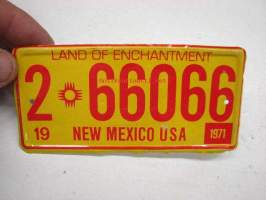 LAND OF ENCHANTMENT
2 66066
19 NEW MEXICO USA 1971